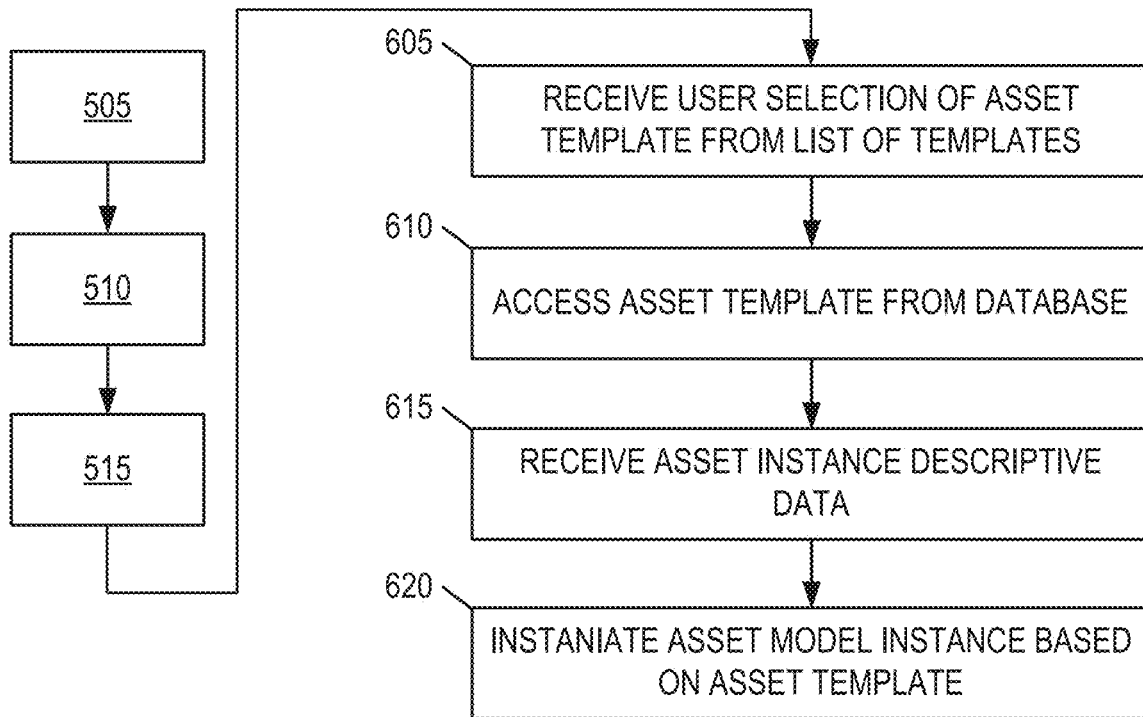 505
510
515
605
RECEIVE USER SELECTION OF ASSET
TEMPLATE FROM LIST OF TEMPLATES
610
ACCESS ASSET TEMPLATE FROM DATABASE
615
RECEIVE ASSET INSTANCE DESCRIPTIVE
DATA
620
INSTANIATE ASSET MODEL INSTANCE BASED
ON ASSET TEMPLATE